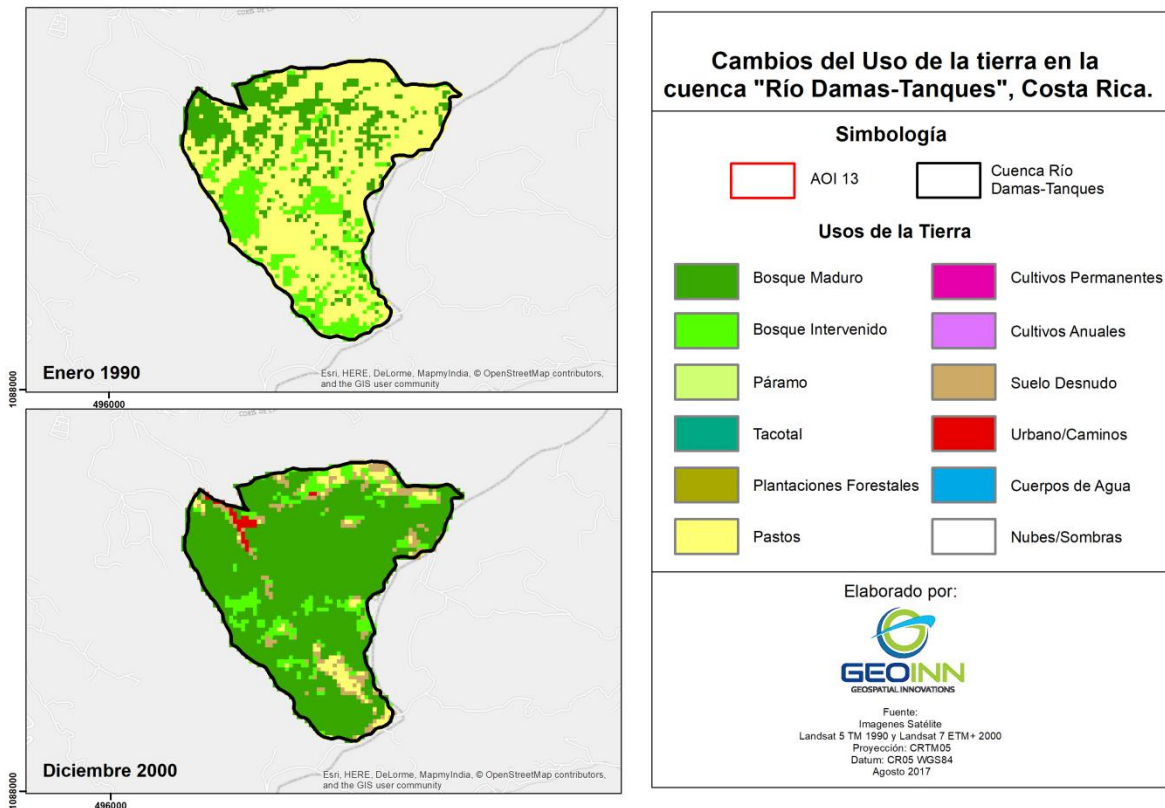 Enero 1990
Esri, HERE, DeLorme, MapmyIndia, © OpenStreetMap contributors,
and the GIS user community
1088000
496000
Diciembre 2000
Esri, HERE, DeLorme, MapmyIndia, © OpenStreetMap contributors,
and the GIS user community
1088000
496000
Cambios del Uso de la tierra en la
cuenca "Río Damas-Tanques", Costa Rica.
Simbología
AOI 13
Cuenca Río
Damas-Tanques
Usos de la Tierra
Bosque Maduro
Cultivos Permanentes
Bosque Intervenido
Cultivos Anuales
Páramo
Suelo Desnudo
Tacotal
Urbano/Caminos
Plantaciones Forestales
Cuerpos de Agua
Pastos
Nubes/Sombras
Elaborado por:
GEOINN
GEOSPATIAL INNOVATIONS
Fuente:
Imagenes Satélite
Landsat 5 TM 1990 y Landsat 7 ETM+ 2000
Proyección: CRTM05
Datum: CR05 WGS84
Agosto 2017